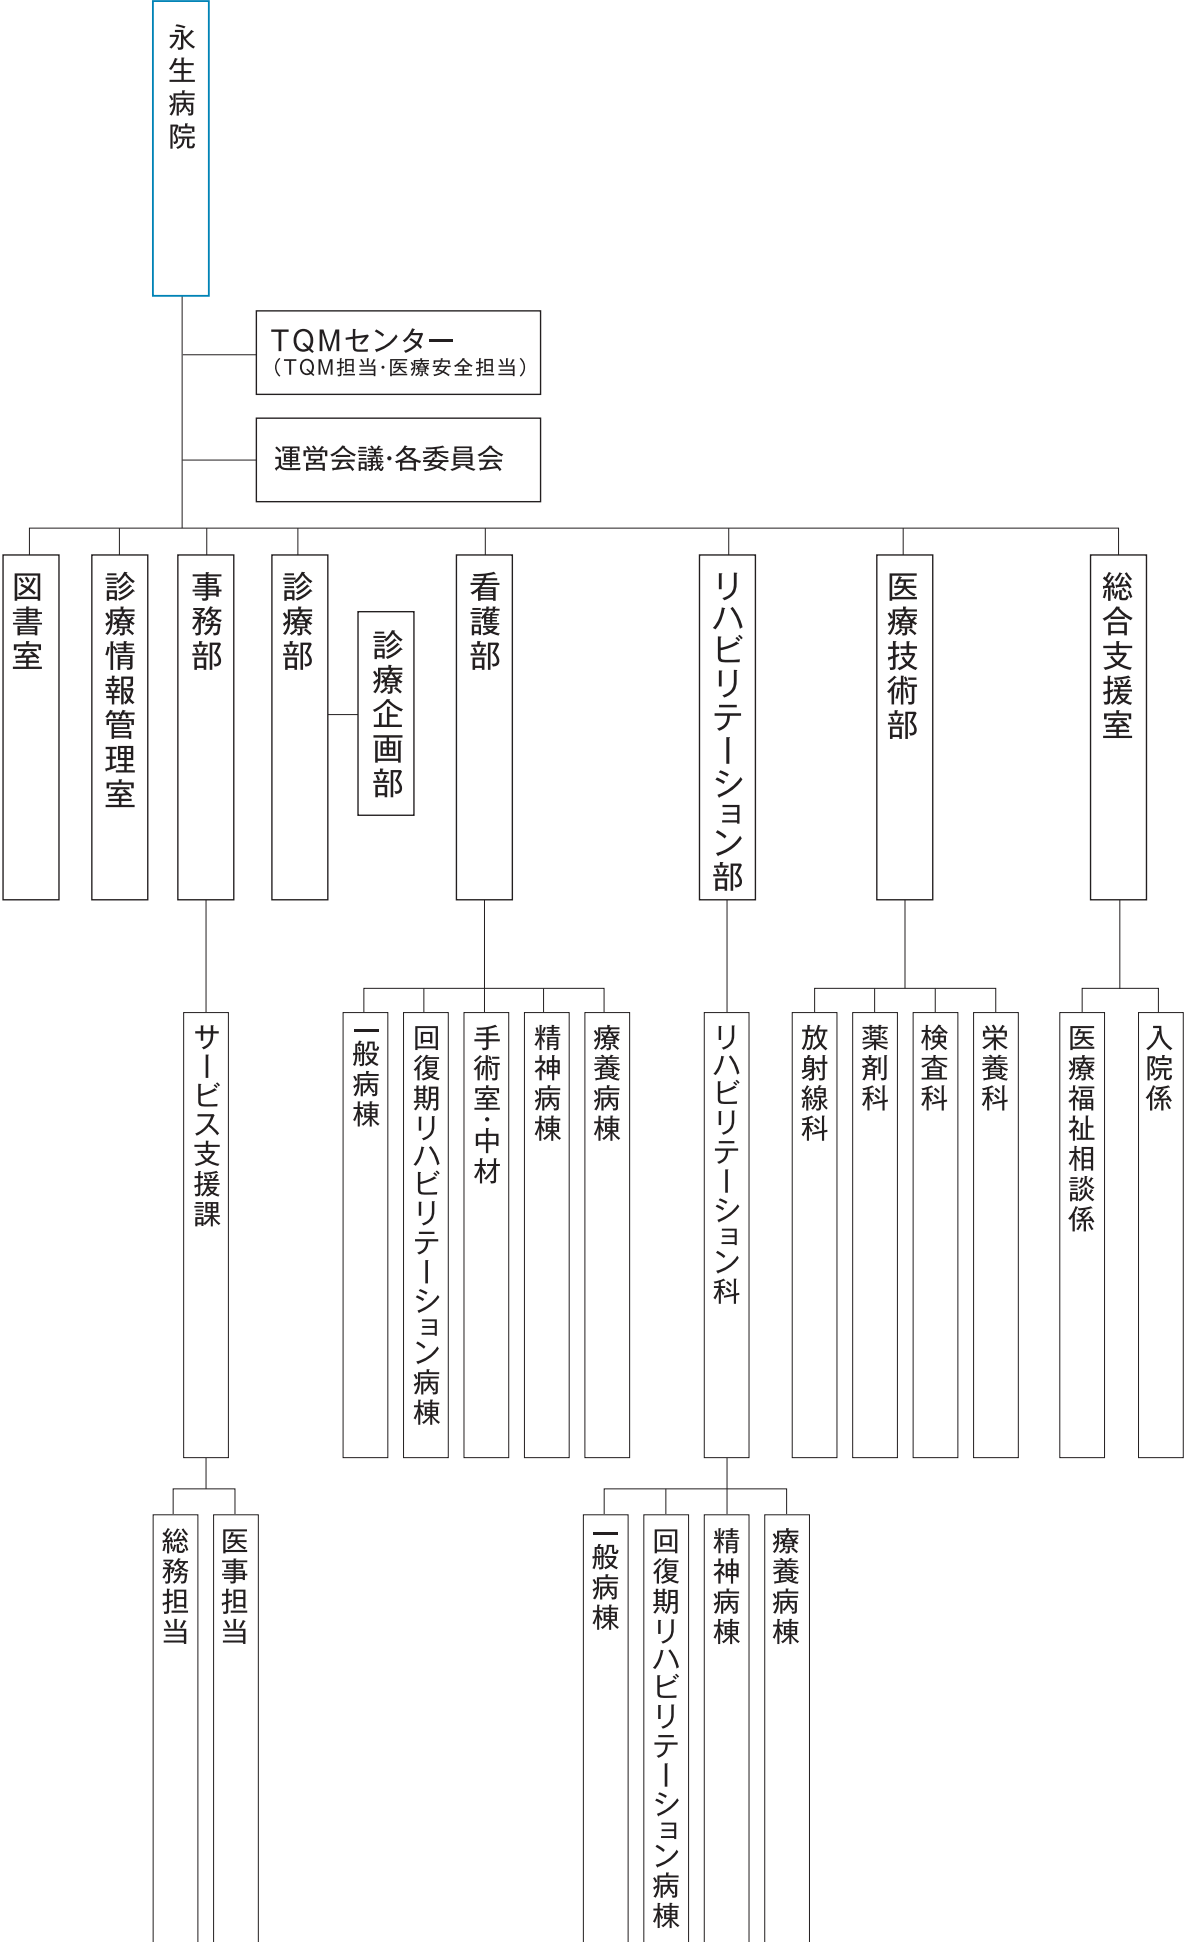 永生病院
TQMセンター
（TQM担当・医療安全担当）
運営会議・各委員会
図書室
診療情報管理室
事務部
診療部
診療企画部
看護部
リハビリテーション部
医療技術部
総合支援室
サービス支援課
一般病棟
回復期リハビリテーション病棟
手術室・中材
精神病棟
療養病棟
リハビリテーション科
放射線科
薬剤科
検査科
栄養科
医療福祉相談係
入院係
総務担当
医事担当
一般病棟
回復期リハビリテーション病棟
精神病棟
療養病棟